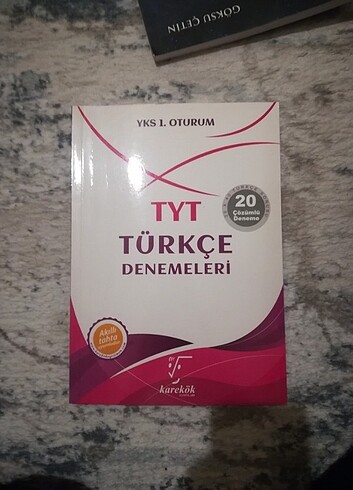 GÖKSU ÇETİN
YKS 1. OTURUM
TYT
TÜRKÇE
DENEMELERİ
20
Çözümlü
Deneme
Akıllı
tahta
karekök